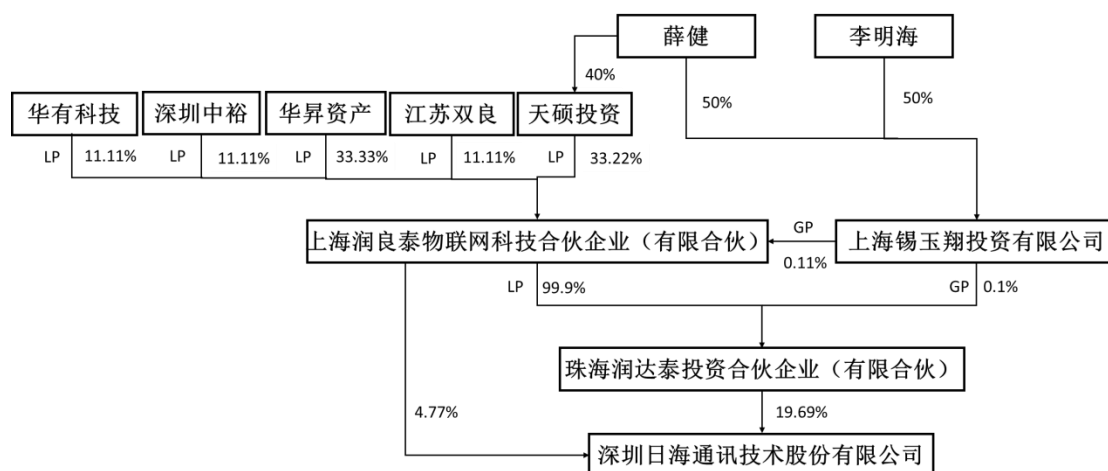 薛健
李明海
40%
50%
50%
华有科技
深圳中裕
华昇资产
江苏双良
天硕投资
LP 11.11%
LP 11.11%
LP 33.33%
LP 11.11%
LP 33.22%
上海润良泰物联网科技合伙企业（有限合伙）
GP
0.11%
上海锡玉翔投资有限公司
LP 99.9%
GP 0.1%
珠海润达泰投资合伙企业（有限合伙）
4.77%
19.69%
深圳日海通讯技术股份有限公司